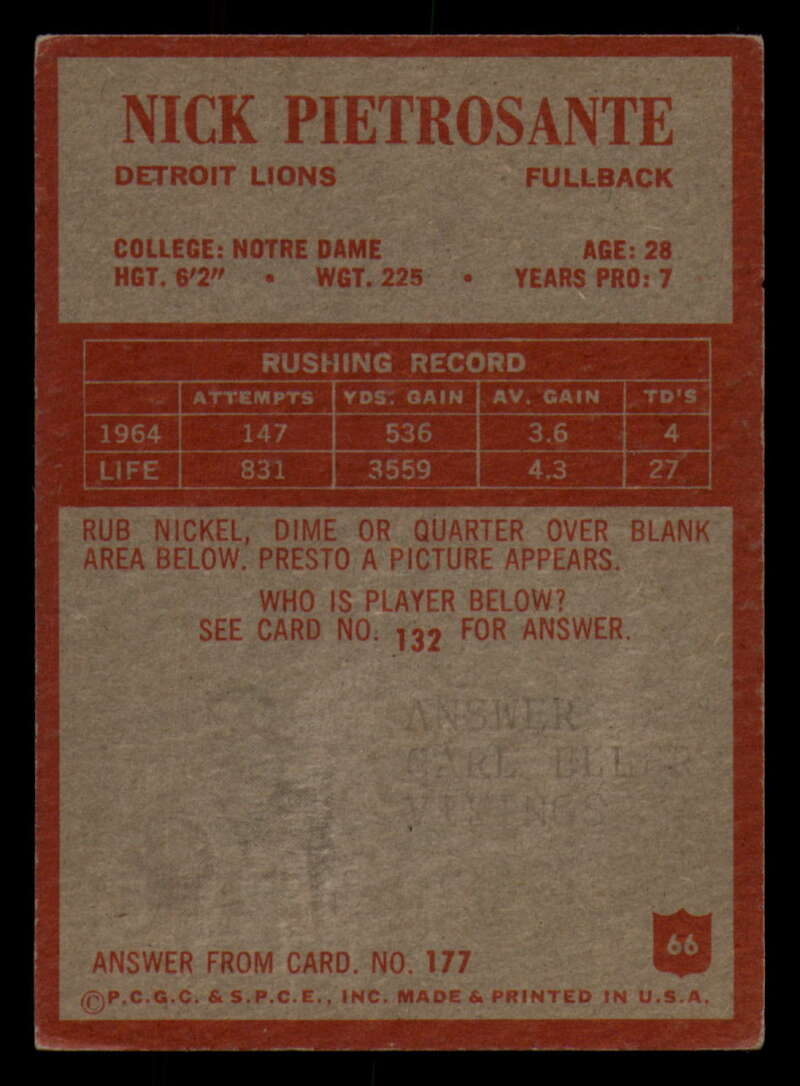 NICK PIETROSANTE
DETROIT LIONS FULLBACK
COLLEGE: NOTRE DAME AGE: 28
HGT. 6'2" • WGT. 225 • YEARS PRO: 7
RUSHING RECORD
ATTEMPTS YDS. GAIN AV. GAIN TD'S
1964 147 536 3.6 4
LIFE 831 3559 4.3 27
RUB NICKEL, DIME OR QUARTER OVER BLANK
AREA BELOW. PRESTO A PICTURE APPEARS.
WHO IS PLAYER BELOW?
SEE CARD NO. 132 FOR ANSWER.
ANSWER
CARL ELLER
VIKINGS
66
ANSWER FROM CARD. NO. 177
©P.C.G.C. & S.P.C.E., INC. MADE & PRINTED IN U.S.A.